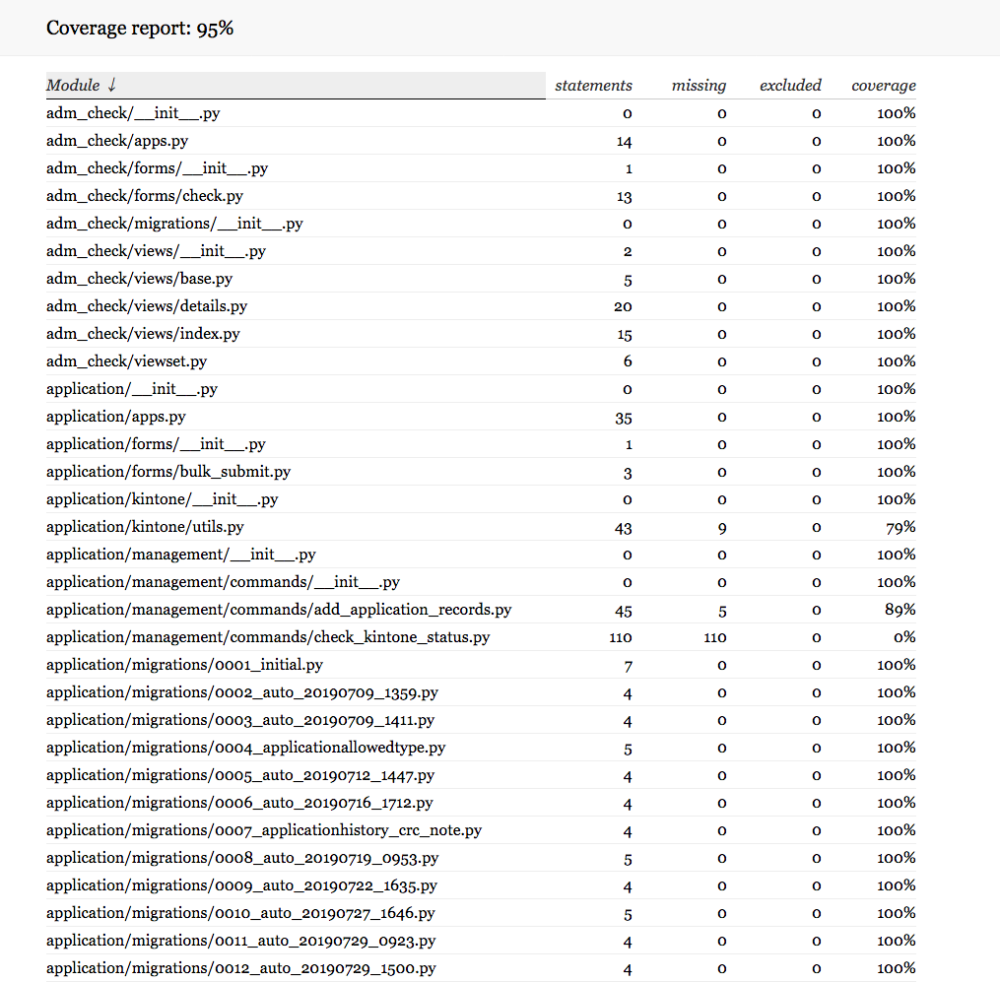 Coverage report: 95%
Module ↓ statements missing excluded coverage
adm_check/__init__.py 0 0 0 100%
adm_check/apps.py 14 0 0 100%
adm_check/forms/__init__.py 1 0 0 100%
adm_check/forms/check.py 13 0 0 100%
adm_check/migrations/__init__.py 0 0 0 100%
adm_check/views/__init__.py 2 0 0 100%
adm_check/views/base.py 5 0 0 100%
adm_check/views/details.py 20 0 0 100%
adm_check/views/index.py 15 0 0 100%
adm_check/viewset.py 6 0 0 100%
application/__init__.py 0 0 0 100%
application/apps.py 35 0 0 100%
application/forms/__init__.py 1 0 0 100%
application/forms/bulk_submit.py 3 0 0 100%
application/kintone/__init__.py 0 0 0 100%
application/kintone/utils.py 43 9 0 79%
application/management/__init__.py 0 0 0 100%
application/management/commands/__init__.py 0 0 0 100%
application/management/commands/add_application_records.py 45 5 0 89%
application/management/commands/check_kintone_status.py 110 110 0 0%
application/migrations/0001_initial.py 7 0 0 100%
application/migrations/0002_auto_20190709_1359.py 4 0 0 100%
application/migrations/0003_auto_20190709_1411.py 4 0 0 100%
application/migrations/0004_applicationallowedtype.py 5 0 0 100%
application/migrations/0005_auto_20190712_1447.py 4 0 0 100%
application/migrations/0006_auto_20190716_1712.py 4 0 0 100%
application/migrations/0007_applicationhistory_crc_note.py 4 0 0 100%
application/migrations/0008_auto_20190719_0953.py 5 0 0 100%
application/migrations/0009_auto_20190722_1635.py 4 0 0 100%
application/migrations/0010_auto_20190727_1646.py 5 0 0 100%
application/migrations/0011_auto_20190729_0923.py 4 0 0 100%
application/migrations/0012_auto_20190729_1500.py 4 0 0 100%